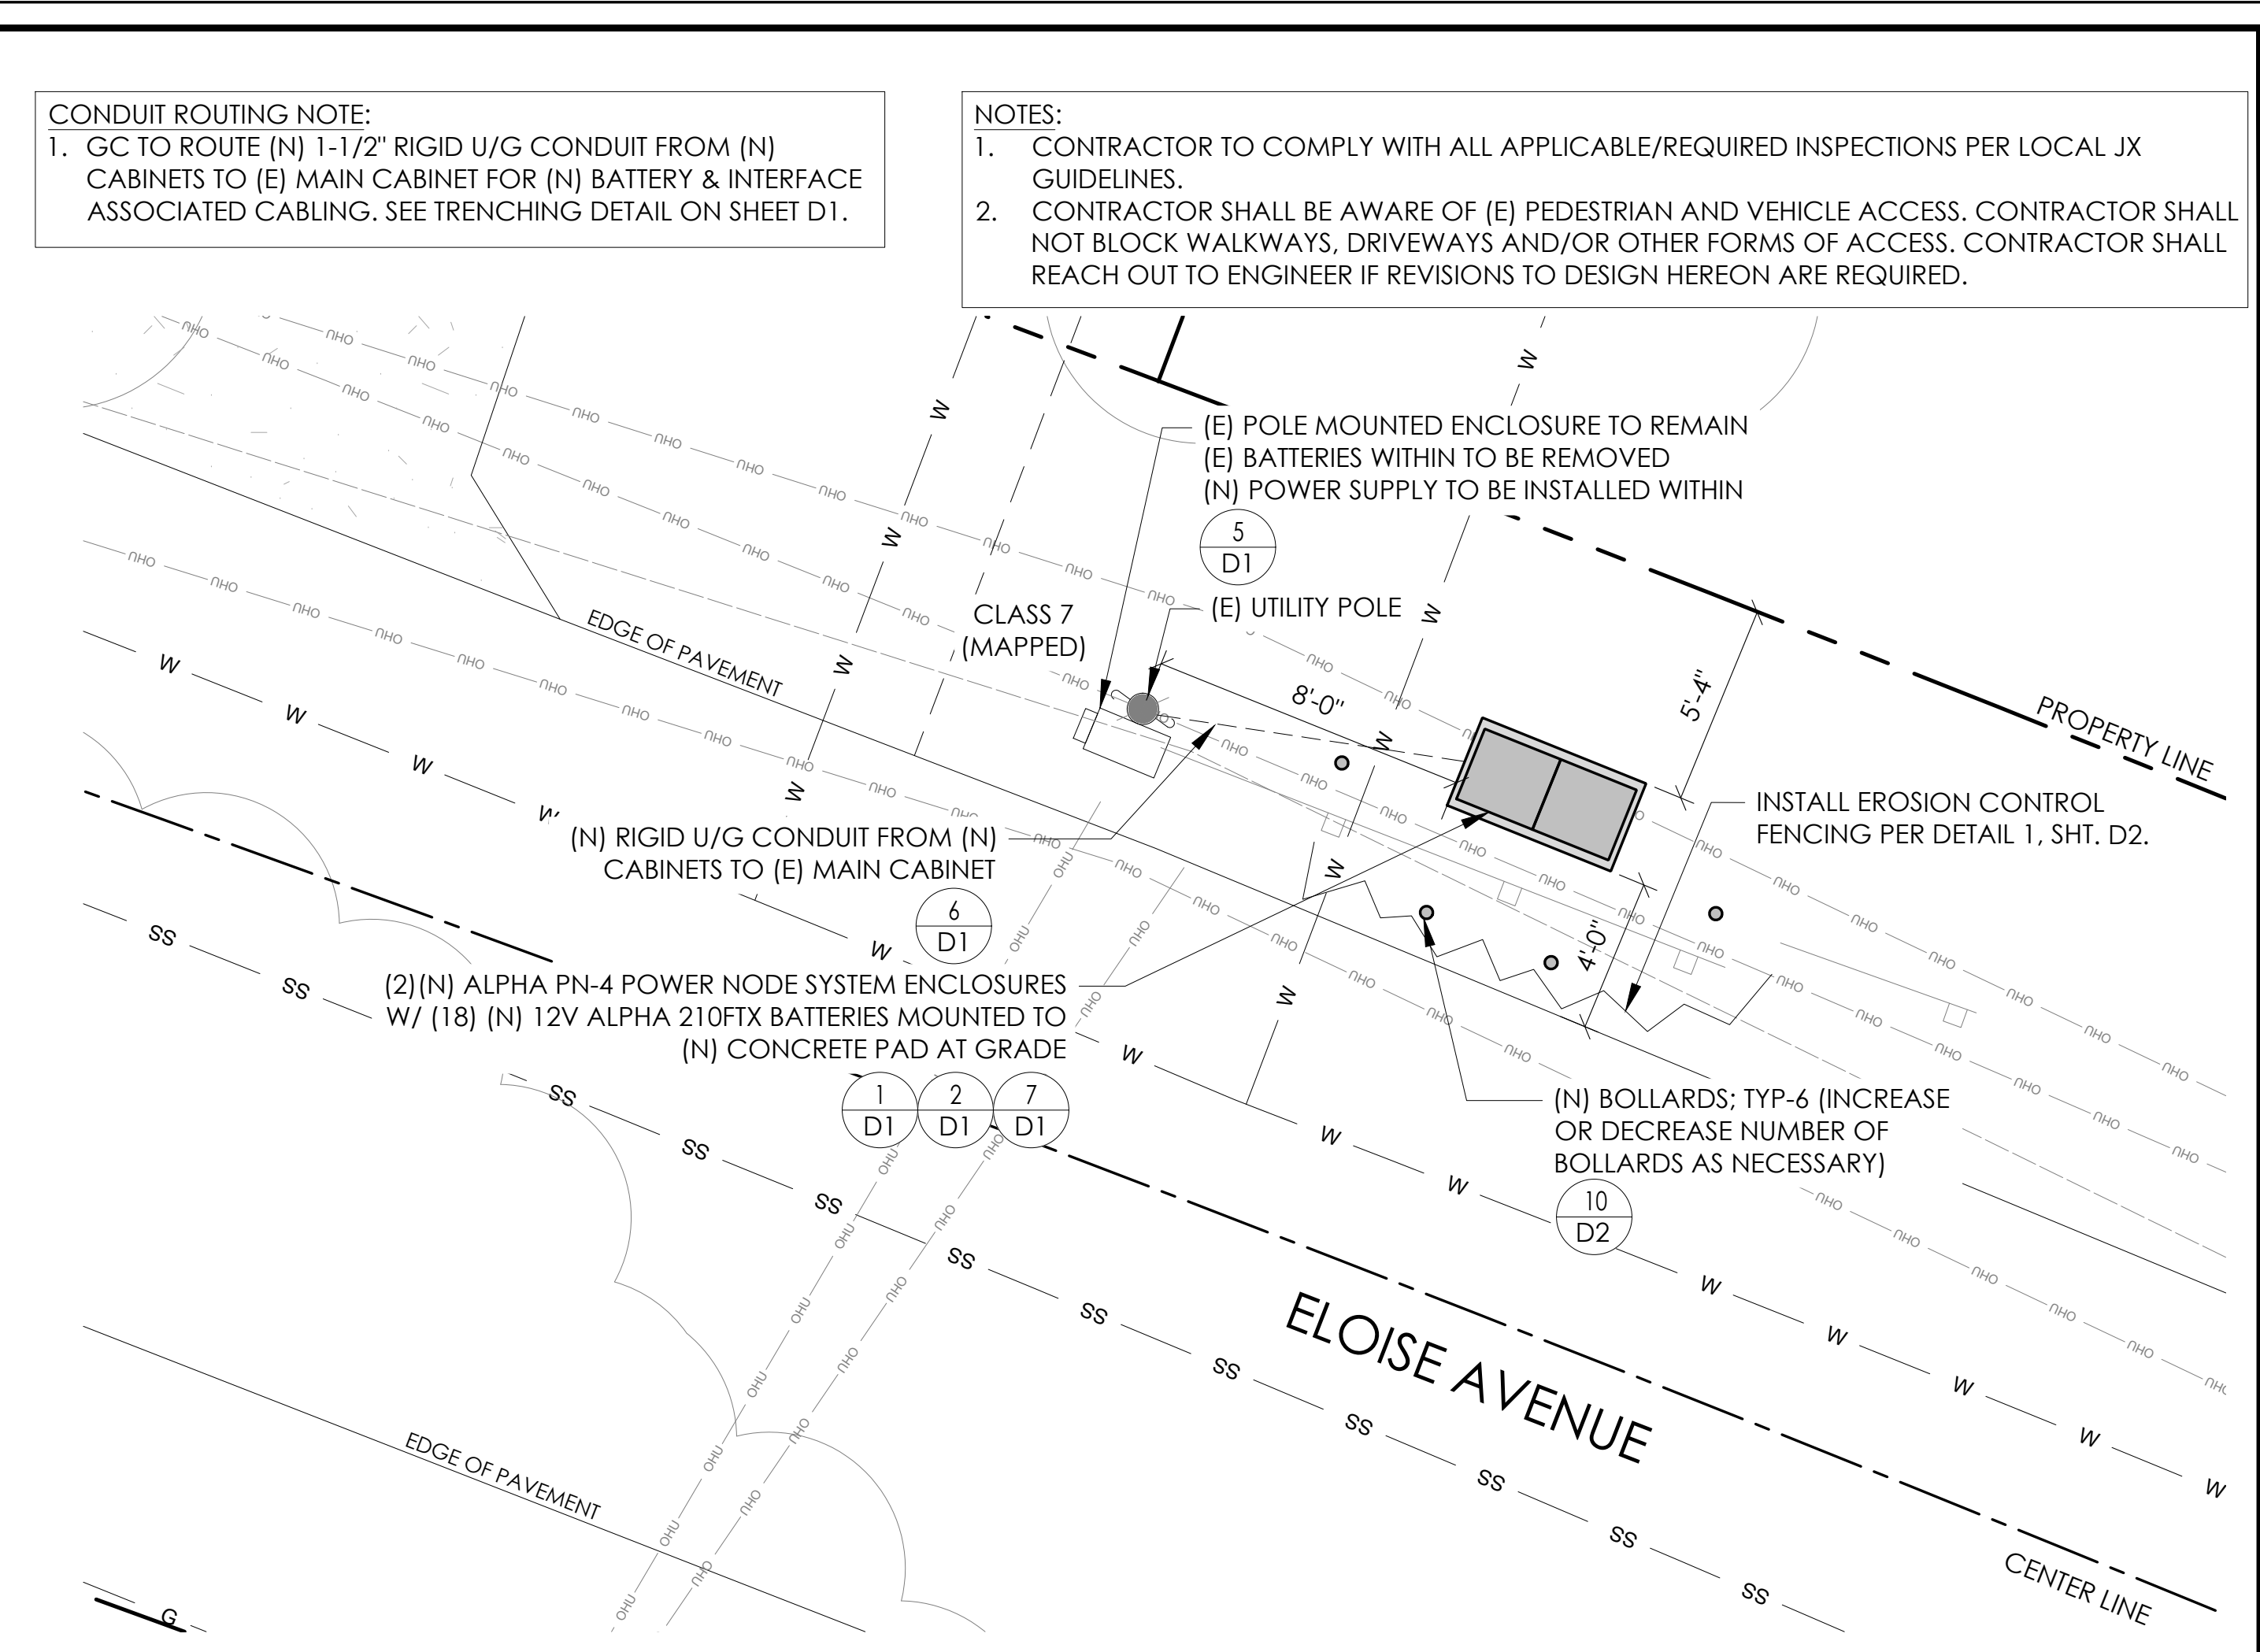 CONDUIT ROUTING NOTE:
1. GC TO ROUTE (N) 1-1/2" RIGID U/G CONDUIT FROM (N)
CABINETS TO (E) MAIN CABINET FOR (N) BATTERY & INTERFACE
ASSOCIATED CABLING. SEE TRENCHING DETAIL ON SHEET D1.
NOTES:
1. CONTRACTOR TO COMPLY WITH ALL APPLICABLE/REQUIRED INSPECTIONS PER LOCAL JX
GUIDELINES.
2. CONTRACTOR SHALL BE AWARE OF (E) PEDESTRIAN AND VEHICLE ACCESS. CONTRACTOR SHALL
NOT BLOCK WALKWAYS, DRIVEWAYS AND/OR OTHER FORMS OF ACCESS. CONTRACTOR SHALL
REACH OUT TO ENGINEER IF REVISIONS TO DESIGN HEREON ARE REQUIRED.
(E) POLE MOUNTED ENCLOSURE TO REMAIN
(E) BATTERIES WITHIN TO BE REMOVED
(N) POWER SUPPLY TO BE INSTALLED WITHIN
5
D1
(E) UTILITY POLE
CLASS 7
(MAPPED)
EDGE OF PAVEMENT
8'-0"
5'-4"
PROPERTY LINE
INSTALL EROSION CONTROL
FENCING PER DETAIL 1, SHT. D2.
(N) RIGID U/G CONDUIT FROM (N)
CABINETS TO (E) MAIN CABINET
6
D1
4'-0"
(2)(N) ALPHA PN-4 POWER NODE SYSTEM ENCLOSURES
W/ (18) (N) 12V ALPHA 210FTX BATTERIES MOUNTED TO
(N) CONCRETE PAD AT GRADE
1
D1
2
D1
7
D1
(N) BOLLARDS; TYP-6 (INCREASE
OR DECREASE NUMBER OF
BOLLARDS AS NECESSARY)
10
D2
ELOISE AVENUE
EDGE OF PAVEMENT
CENTER LINE
OHU
W
SS
G